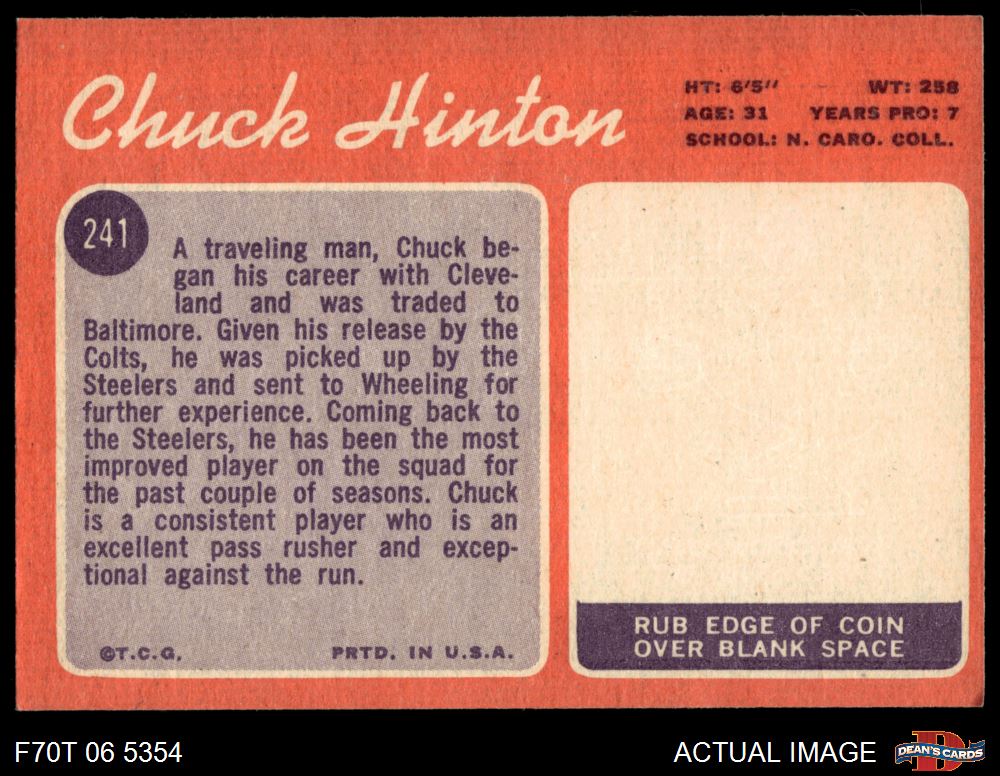 Chuck Hinton
HT: 6'5" WT: 258
AGE: 31 YEARS PRO: 7
SCHOOL: N. CARO. COLL.
241
A traveling man, Chuck be-
gan his career with Cleve-
land and was traded to
Baltimore. Given his release by the
Colts, he was picked up by the
Steelers and sent to Wheeling for
further experience. Coming back to
the Steelers, he has been the most
improved player on the squad for
the past couple of seasons. Chuck
is a consistent player who is an
excellent pass rusher and excep-
tional against the run.
©T.C.G. PRTD. IN U.S.A.
RUB EDGE OF COIN
OVER BLANK SPACE
F70T 06 5354
ACTUAL IMAGE
D
DEAN'S CARDS